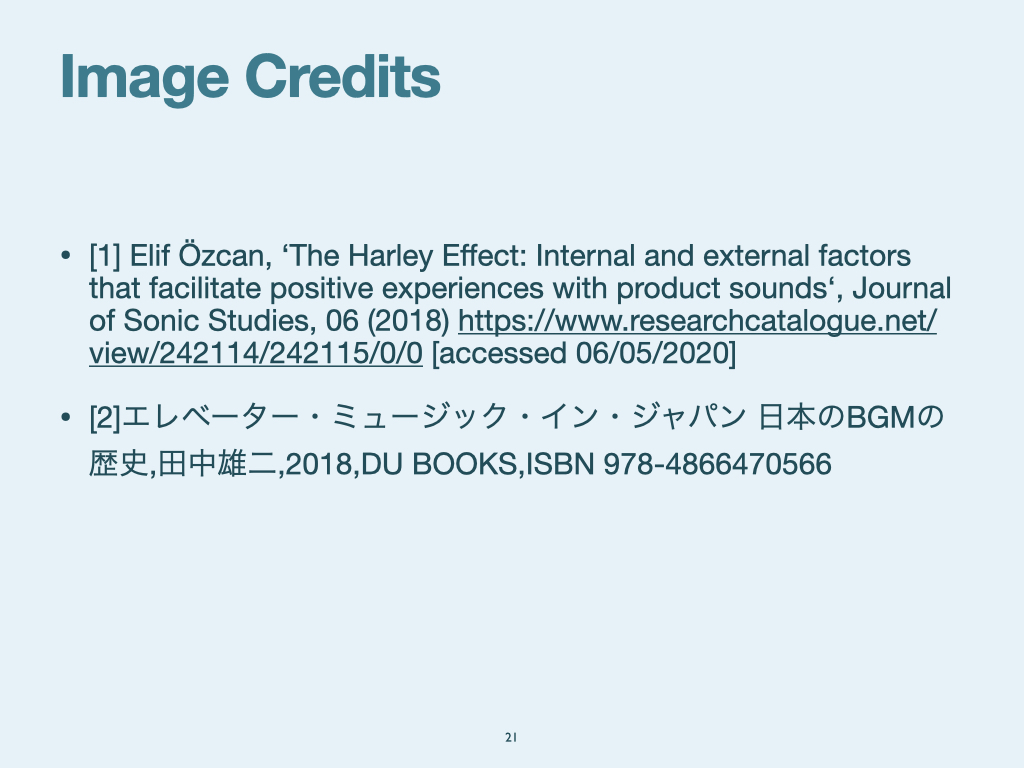 Image Credits
• [1] Elif Özcan, ‘The Harley Effect: Internal and external factors
that facilitate positive experiences with product sounds‘, Journal
of Sonic Studies, 06 (2018) https://www.researchcatalogue.net/
view/242114/242115/0/0 [accessed 06/05/2020]
• [2]エレベーター・ミュージック・イン・ジャパン 日本のBGMの
歴史,田中雄二,2018,DU BOOKS,ISBN 978-4866470566
21